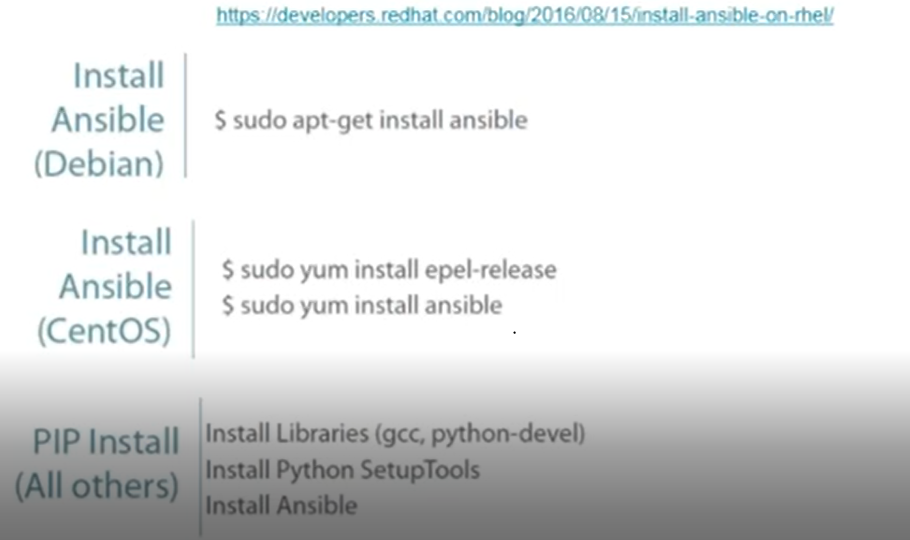 https://developers.redhat.com/blog/2016/08/15/install-ansible-on-rhel/
Install
Ansible
(Debian)
$ sudo apt-get install ansible
Install
Ansible
(CentOS)
$ sudo yum install epel-release
$ sudo yum install ansible
PIP Install
(All others)
Install Libraries (gcc, python-devel)
Install Python SetupTools
Install Ansible